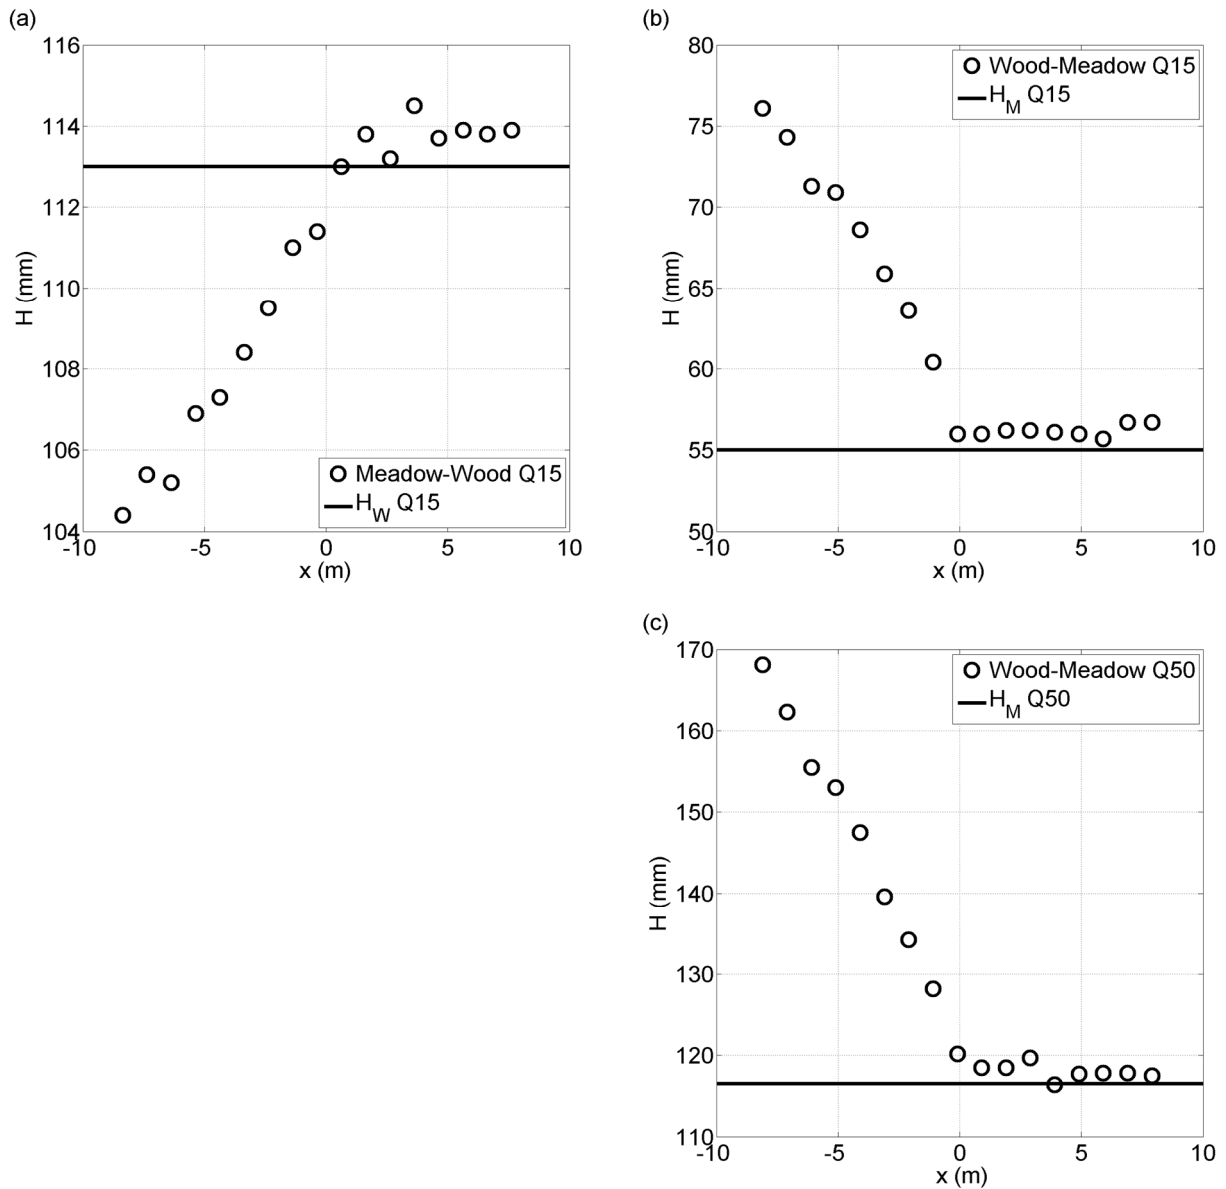 (a)
116
114
112
110
108
106
104
H (mm)
-10 -5 0 5 10
x (m)
Meadow-Wood Q15
H_W Q15
(b)
80
75
70
65
60
55
50
H (mm)
-10 -5 0 5 10
x (m)
Wood-Meadow Q15
H_M Q15
(c)
170
160
150
140
130
120
110
H (mm)
-10 -5 0 5 10
x (m)
Wood-Meadow Q50
H_M Q50